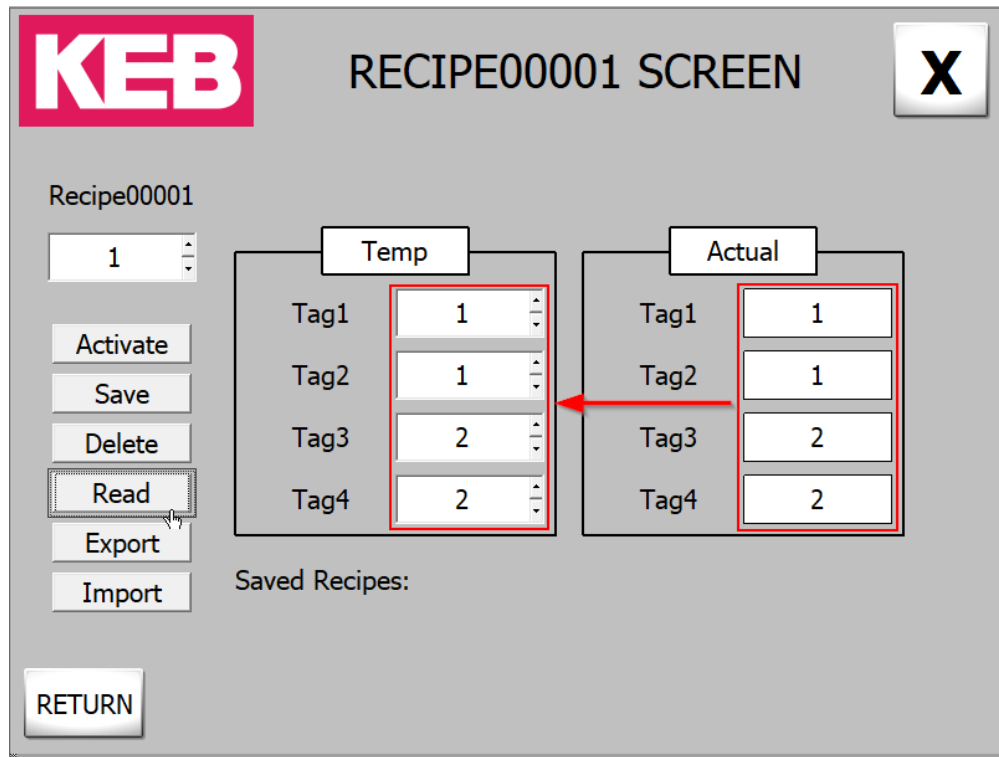 KEB
RECIPE00001 SCREEN
X
Recipe00001
1
Activate
Save
Delete
Read
Export
Import
Temp
Tag1 1
Tag2 1
Tag3 2
Tag4 2
Actual
Tag1 1
Tag2 1
Tag3 2
Tag4 2
Saved Recipes:
RETURN